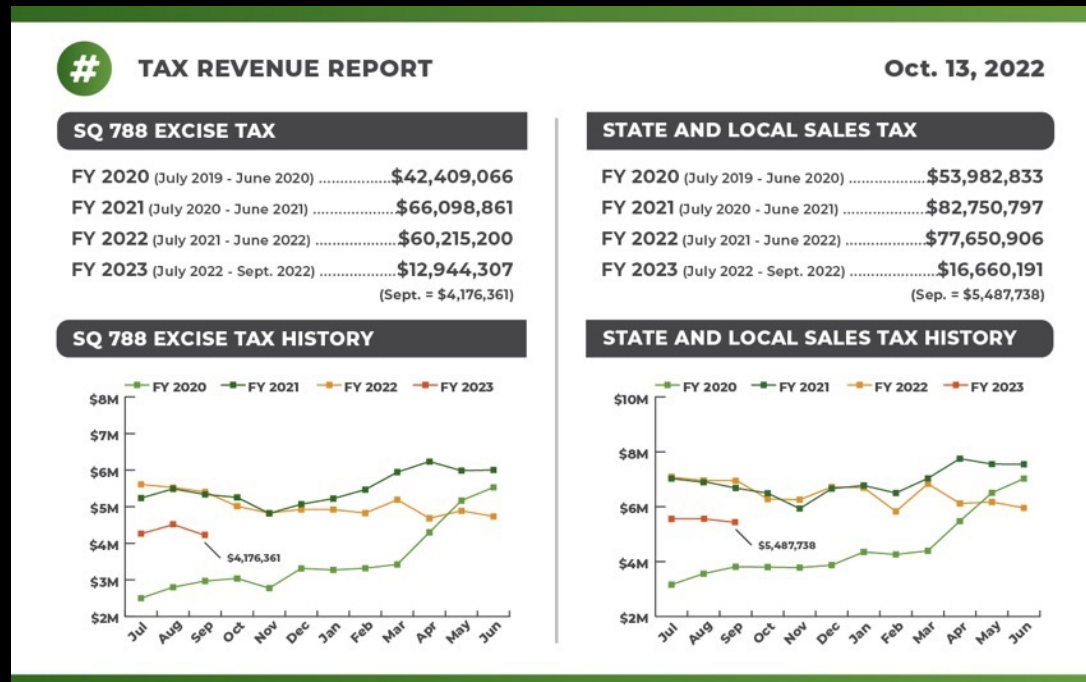 #
TAX REVENUE REPORT
Oct. 13, 2022
SQ 788 EXCISE TAX
FY 2020 (July 2019 - June 2020) .................$42,409,066
FY 2021 (July 2020 - June 2021) ....................$66,098,861
FY 2022 (July 2021 - June 2022) ....................$60,215,200
FY 2023 (July 2022 - Sept. 2022) ....................$12,944,307
(Sept. = $4,176,361)
STATE AND LOCAL SALES TAX
FY 2020 (July 2019 - June 2020) ...................$53,982,833
FY 2021 (July 2020 - June 2021) ....................$82,750,797
FY 2022 (July 2021 - June 2022) ....................$77,650,906
FY 2023 (July 2022 - Sept. 2022) .....................$16,660,191
(Sep. = $5,487,738)
SQ 788 EXCISE TAX HISTORY
FY 2020 FY 2021 FY 2022 FY 2023
$8M
$7M
$6M
$5M
$4M
$3M
$2M
$4,176,361
Jul Aug Sep Oct Nov Dec Jan Feb Mar Apr May Jun
STATE AND LOCAL SALES TAX HISTORY
FY 2020 FY 2021 FY 2022 FY 2023
$10M
$8M
$6M
$4M
$2M
$5,487,738
Jul Aug Sep Oct Nov Dec Jan Feb Mar Apr May Jun